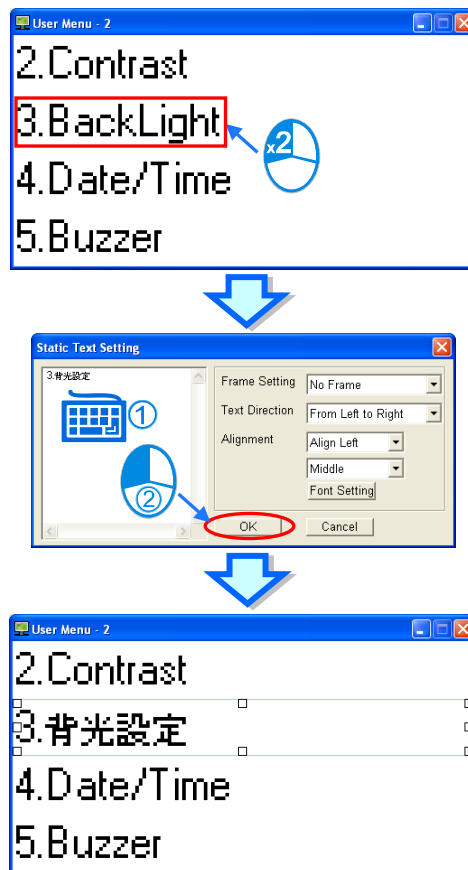 User Menu - 2
2.Contrast
3.BackLight
x2
4.Date/Time
5.Buzzer
Static Text Setting
3.背光設定
Frame Setting No Frame
①
Text Direction From Left to Right
Alignment Align Left
Middle
Font Setting
②
OK Cancel
User Menu - 2
2.Contrast
3.背光設定
4.Date/Time
5.Buzzer